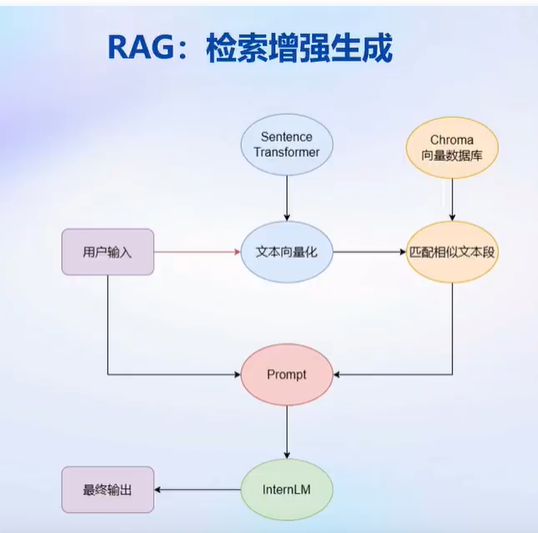 RAG：检索增强生成
Sentence
Transformer
Chroma
向量数据库
用户输入
文本向量化
匹配相似文本段
Prompt
最终输出
InternLM